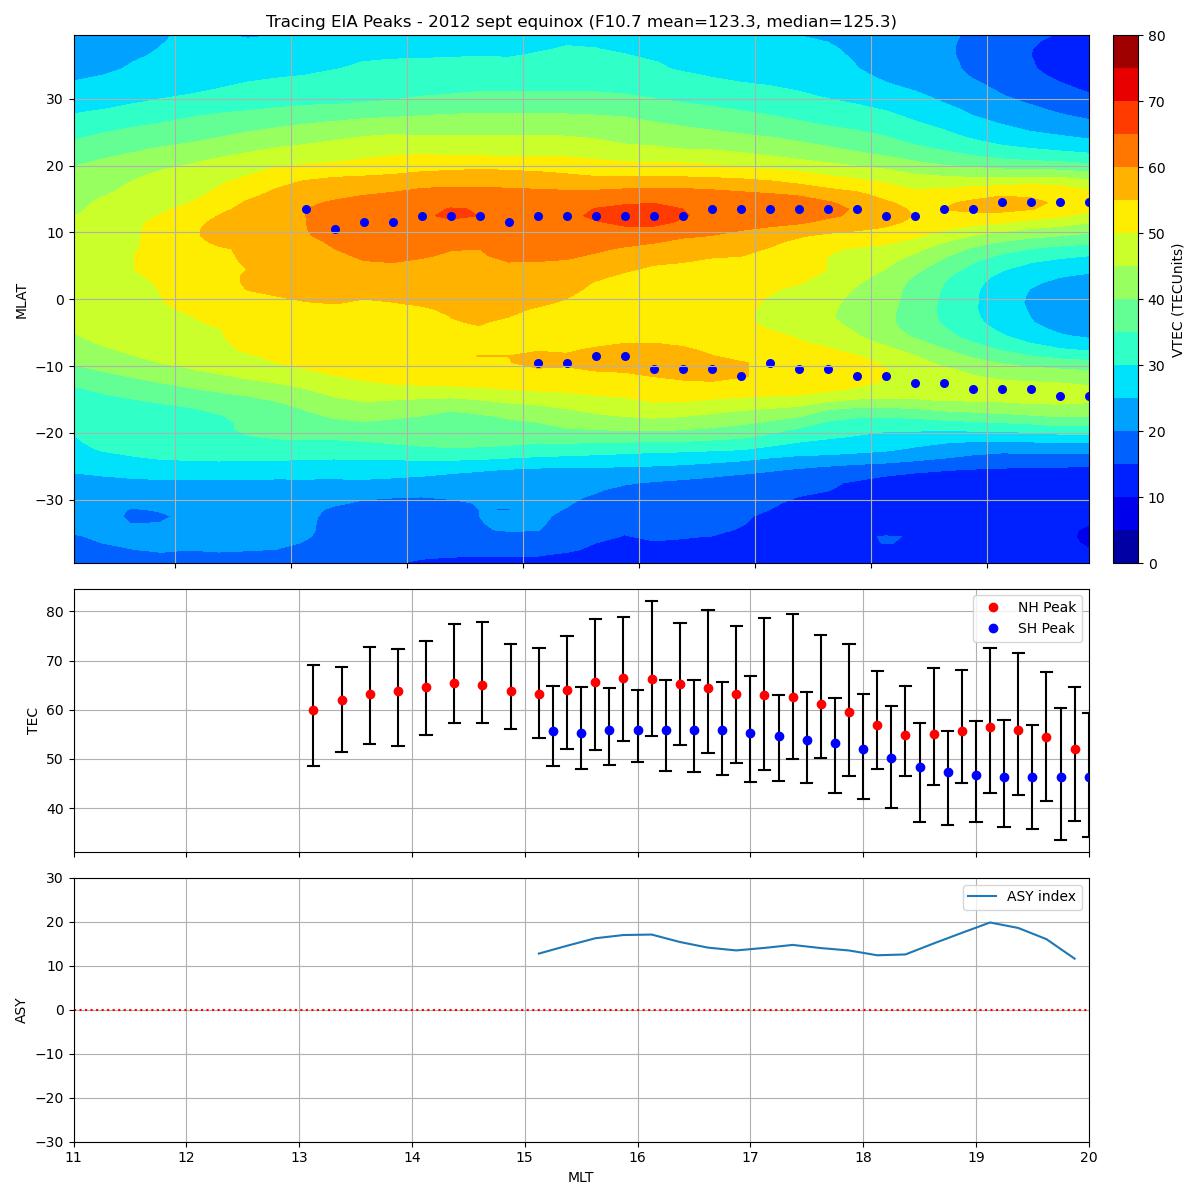 Tracing EIA Peaks - 2012 sept equinox (F10.7 mean=123.3, median=125.3)
30
20
10
0
−10
−20
−30
MLAT
80
70
60
50
40
30
20
10
0
VTEC (TECUnits)
80
70
60
50
40
TEC
NH Peak
SH Peak
30
20
10
0
−10
−20
−30
ASY
ASY index
11 12 13 14 15 16 17 18 19 20
MLT